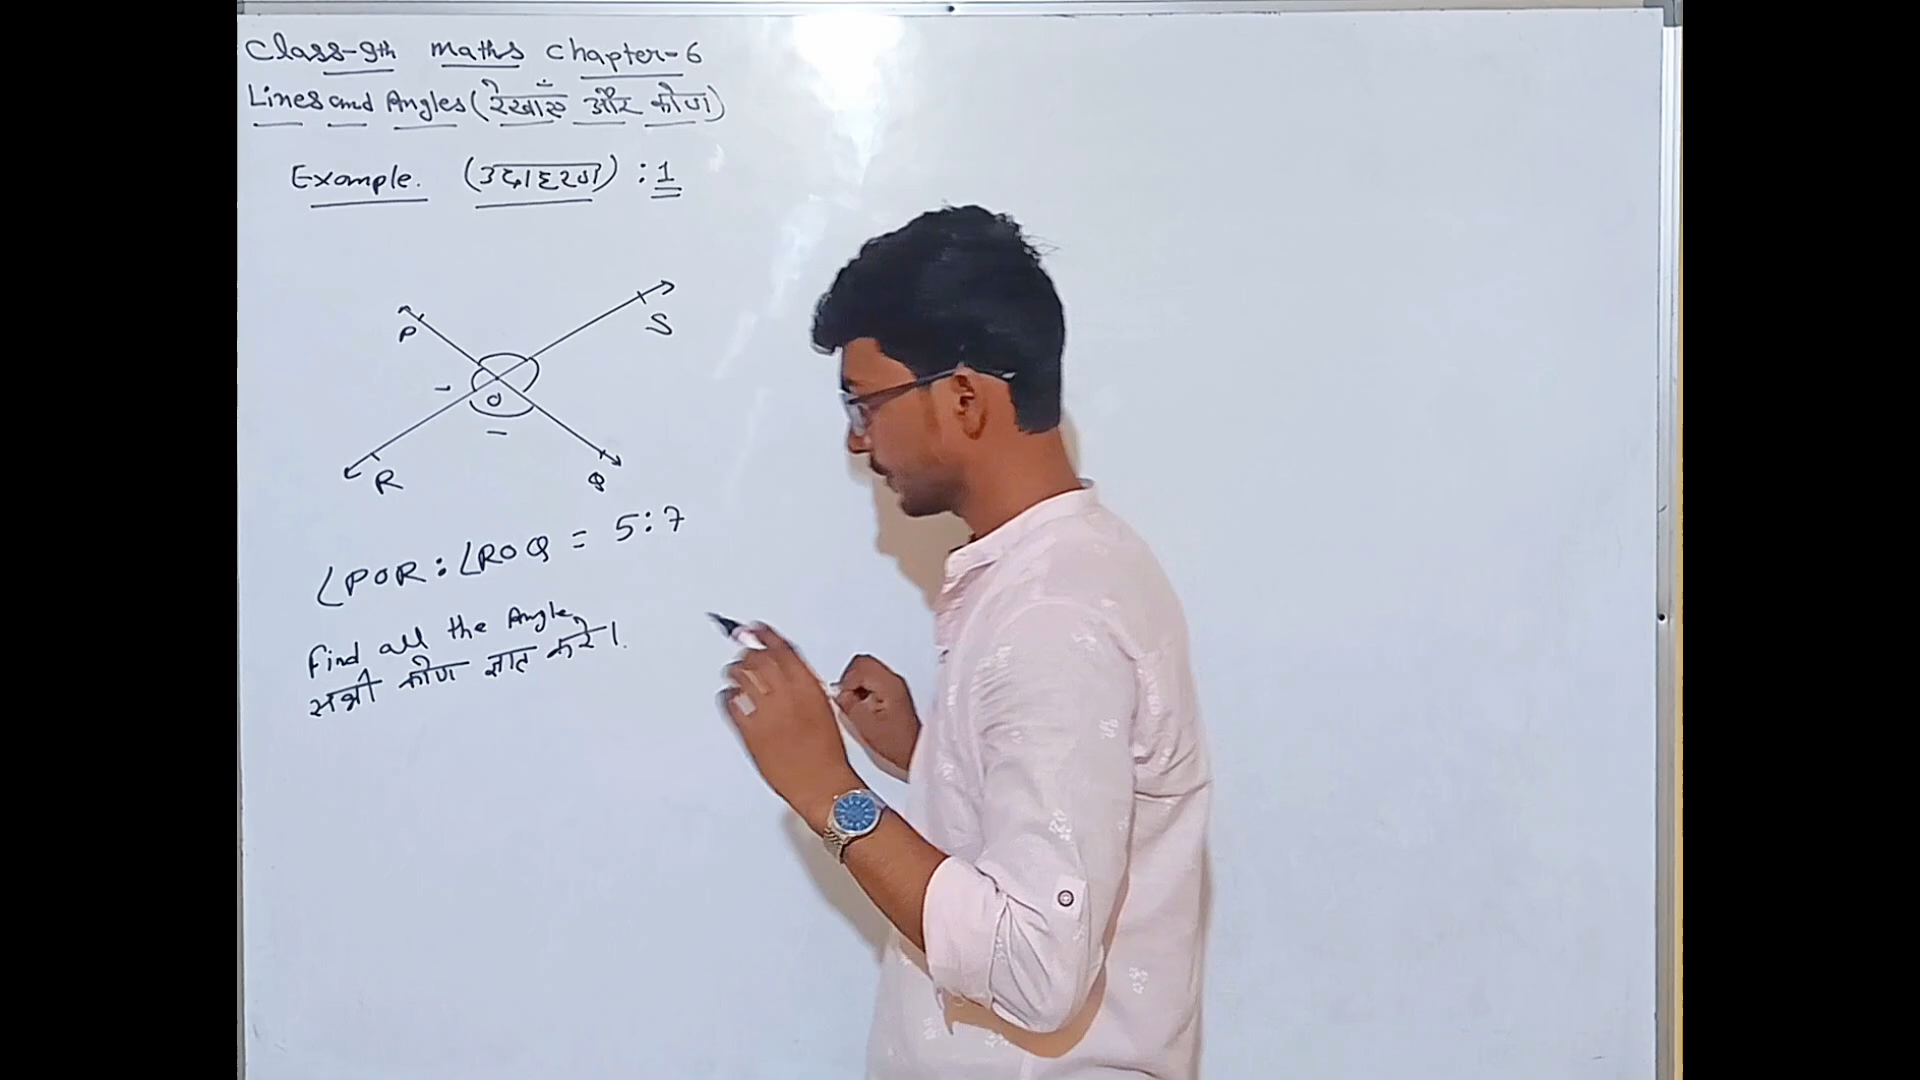 Class-9th Maths Chapter-6
Lines and Angles (रेखाएँ और कोण)
Example. (उदाहरण) : 1
P
S
O
R
Q
∠POR : ∠ROQ = 5:7
Find all the Angle
सभी कोण ज्ञात करे।